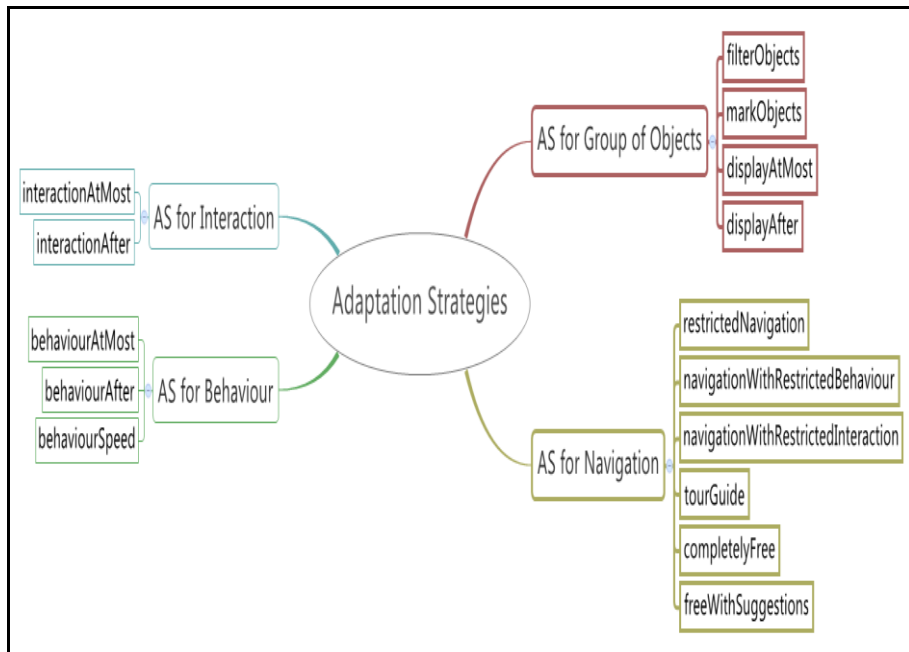 Adaptation Strategies
AS for Interaction
interactionAtMost
interactionAfter
AS for Behaviour
behaviourAtMost
behaviourAfter
behaviourSpeed
AS for Group of Objects
filterObjects
markObjects
displayAtMost
displayAfter
AS for Navigation
restrictedNavigation
navigationWithRestrictedBehaviour
navigationWithRestrictedInteraction
tourGuide
completelyFree
freeWithSuggestions